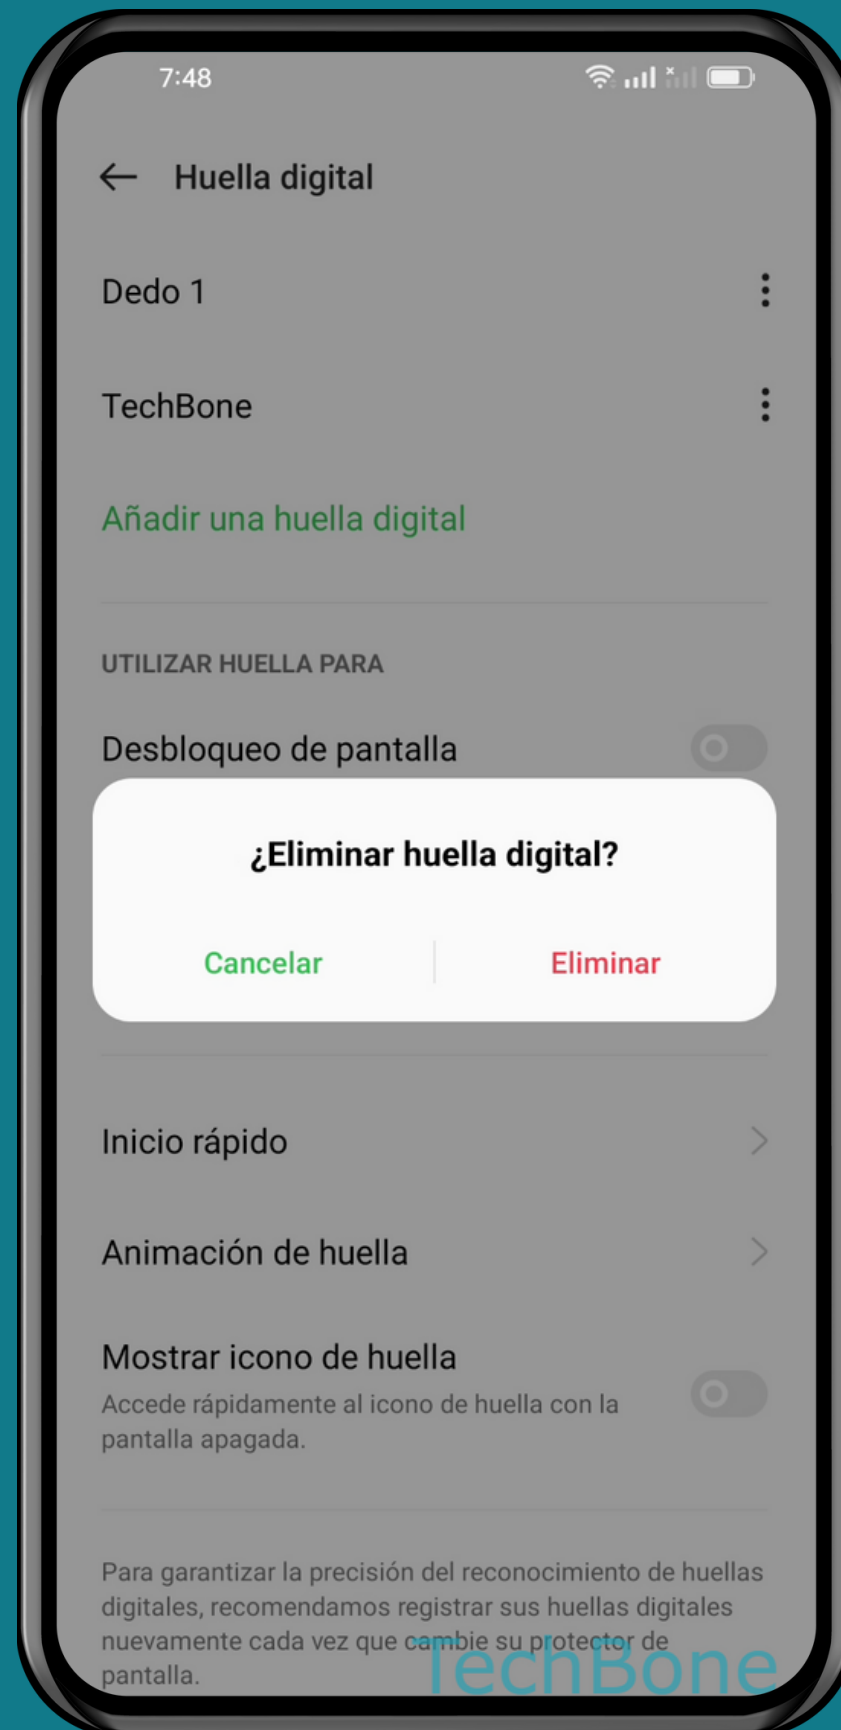 7:48
Huella digital
Dedo 1
TechBone
Añadir una huella digital
UTILIZAR HUELLA PARA
Desbloqueo de pantalla
¿Eliminar huella digital?
Cancelar
Eliminar
Inicio rápido
Animación de huella
Mostrar icono de huella
Accede rápidamente al icono de huella con la
pantalla apagada.
Para garantizar la precisión del reconocimiento de huellas
digitales, recomendamos registrar sus huellas digitales
nuevamente cada vez que cambie su protector de
pantalla.
TechBone